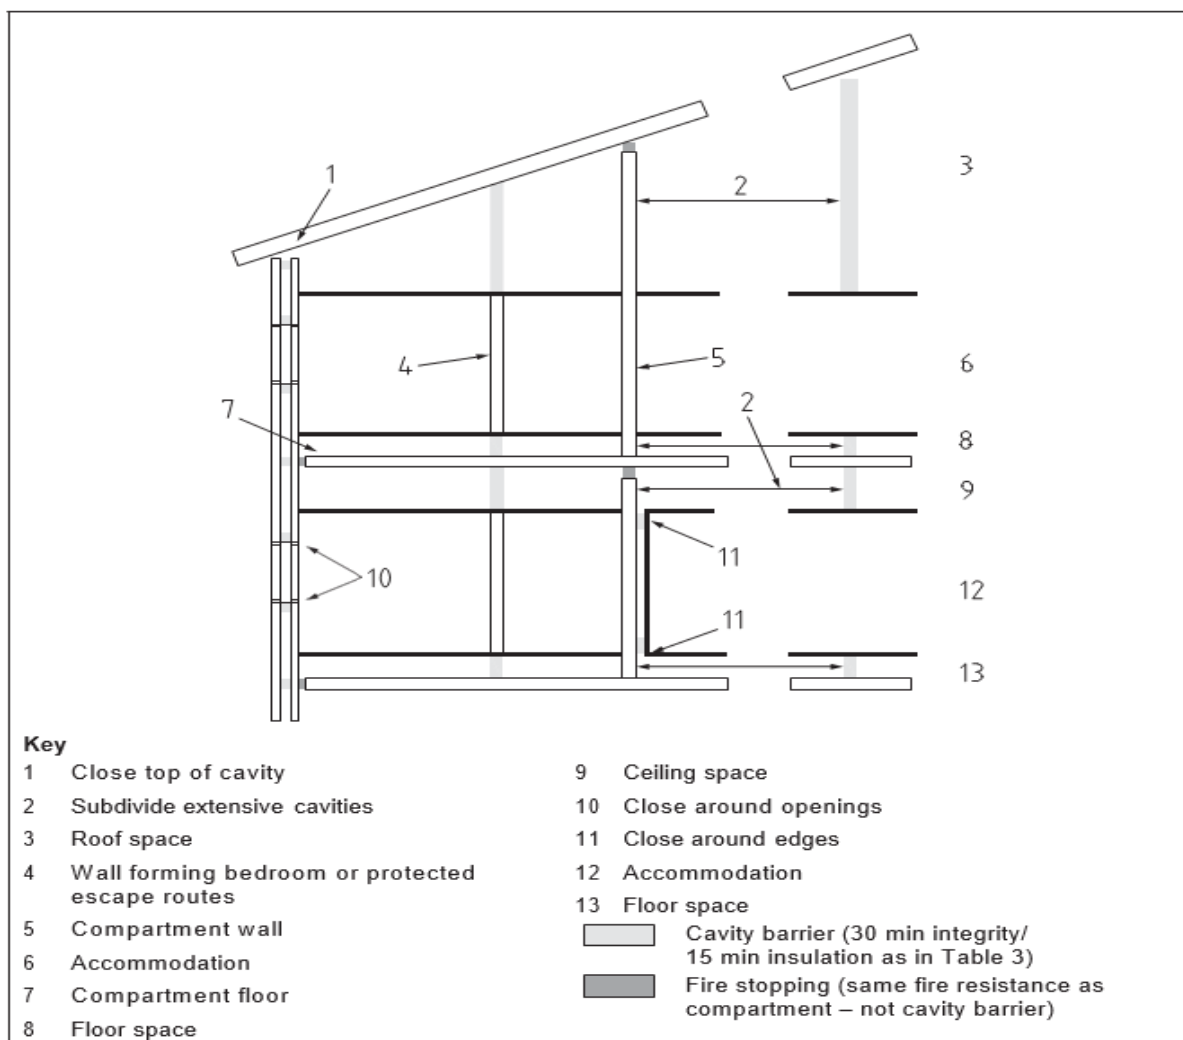 1
3
2
4
5
6
7
2
8
9
11
10
12
11
13
Key
1 Close top of cavity
2 Subdivide extensive cavities
3 Roof space
4 Wall forming bedroom or protected
escape routes
5 Compartment wall
6 Accommodation
7 Compartment floor
8 Floor space
9 Ceiling space
10 Close around openings
11 Close around edges
12 Accommodation
13 Floor space
Cavity barrier (30 min integrity/
15 min insulation as in Table 3)
Fire stopping (same fire resistance as
compartment – not cavity barrier)